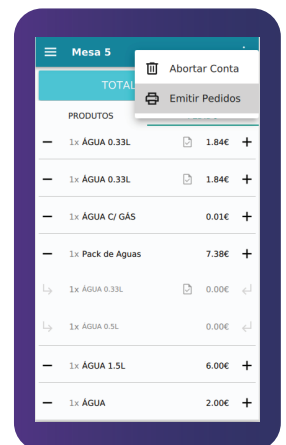 Mesa 5
Abortar Conta
TOTAL
Emitir Pedidos
PRODUTOS
1x ÁGUA 0.33L 1.84€
1x ÁGUA 0.33L 1.84€
1x ÁGUA C/ GÁS 0.01€
1x Pack de Aguas 7.38€
1x ÁGUA 0.33L 0.00€
1x ÁGUA 0.5L 0.00€
1x ÁGUA 1.5L 6.00€
1x ÁGUA 2.00€